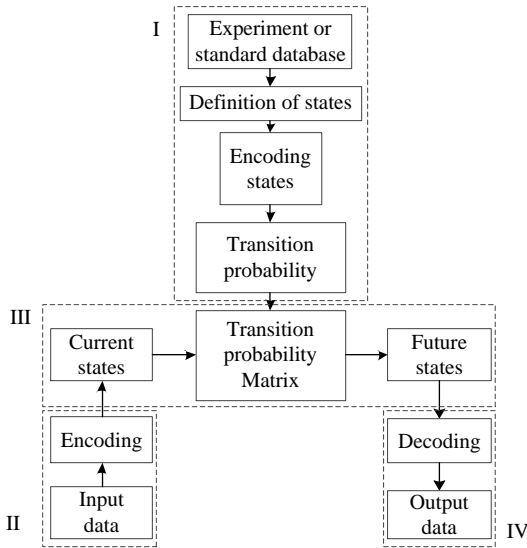 I
Experiment or
standard database
Definition of states
Encoding
states
Transition
probability
III
Current
states
Transition
probability
Matrix
Future
states
Encoding
Input
data
II
Decoding
Output
data
IV